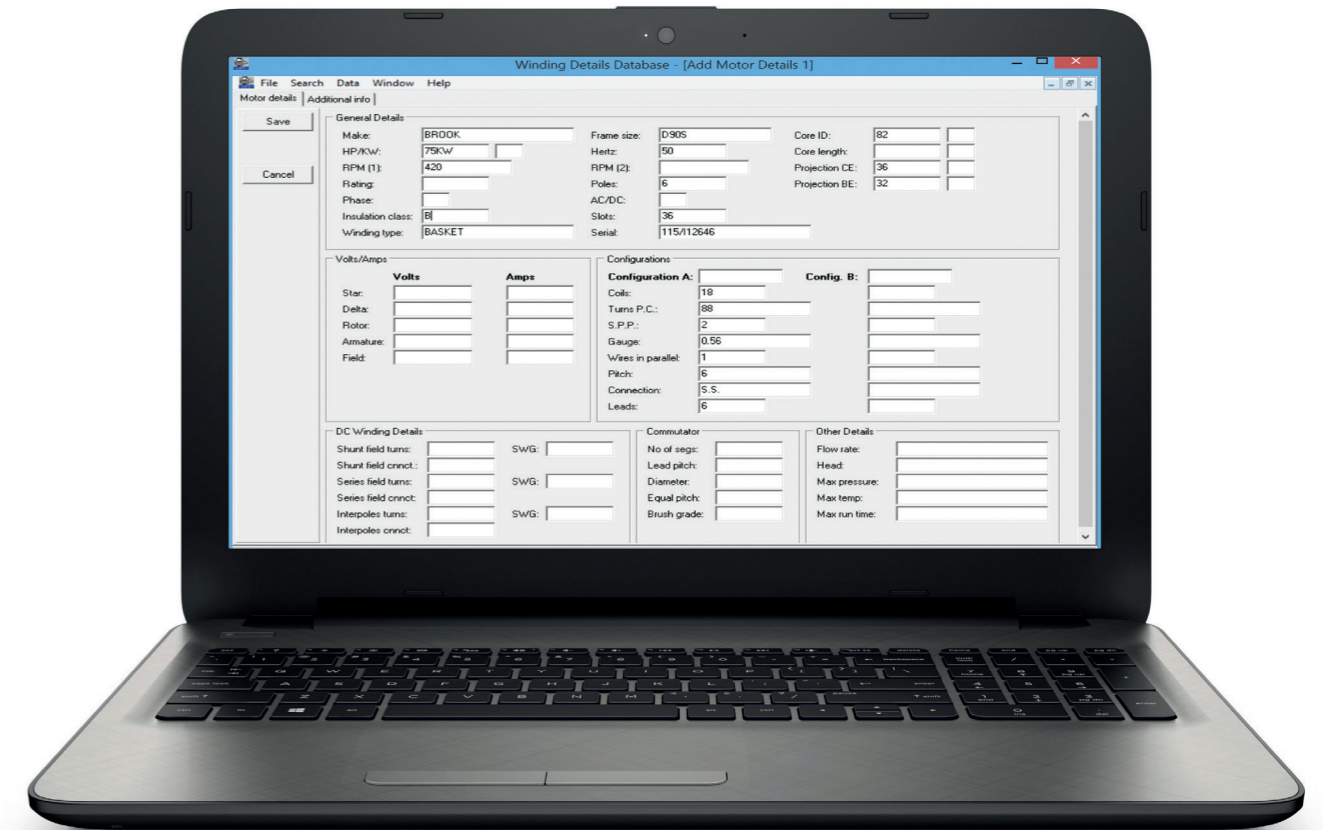 Winding Details Database - [Add Motor Details 1]
File Search Data Window Help
Motor details Additional info
Save
Cancel
General Details
Make: BROOK Frame size: D90S Core ID: 82
HP/KW: 75KW Hertz: 50 Core length:
RPM (1): 420 RPM (2): Projection CE: 36
Rating: Poles: 6 Projection BE: 32
Phase: AC/DC:
Insulation class: B Slots: 36
Winding type: BASKET Serial: 115/I12646
Volts/Amps
Volts Amps
Star:
Delta:
Rotor:
Armature:
Field:
Configurations
Configuration A: Config. B:
Coils: 18
Turns P.C.: 88
S.P.P.: 2
Gauge: 0.56
Wires in parallel: 1
Pitch: 6
Connection: S.S.
Leads: 6
DC Winding Details
Shunt field turns: SWG:
Shunt field cnnct.:
Series field turns: SWG:
Series field cnnct:
Interpoles turns: SWG:
Interpoles cnnct:
Commutator
No of segs:
Lead pitch:
Diameter:
Equal pitch:
Brush grade:
Other Details
Flow rate:
Head:
Max pressure:
Max temp:
Max run time: